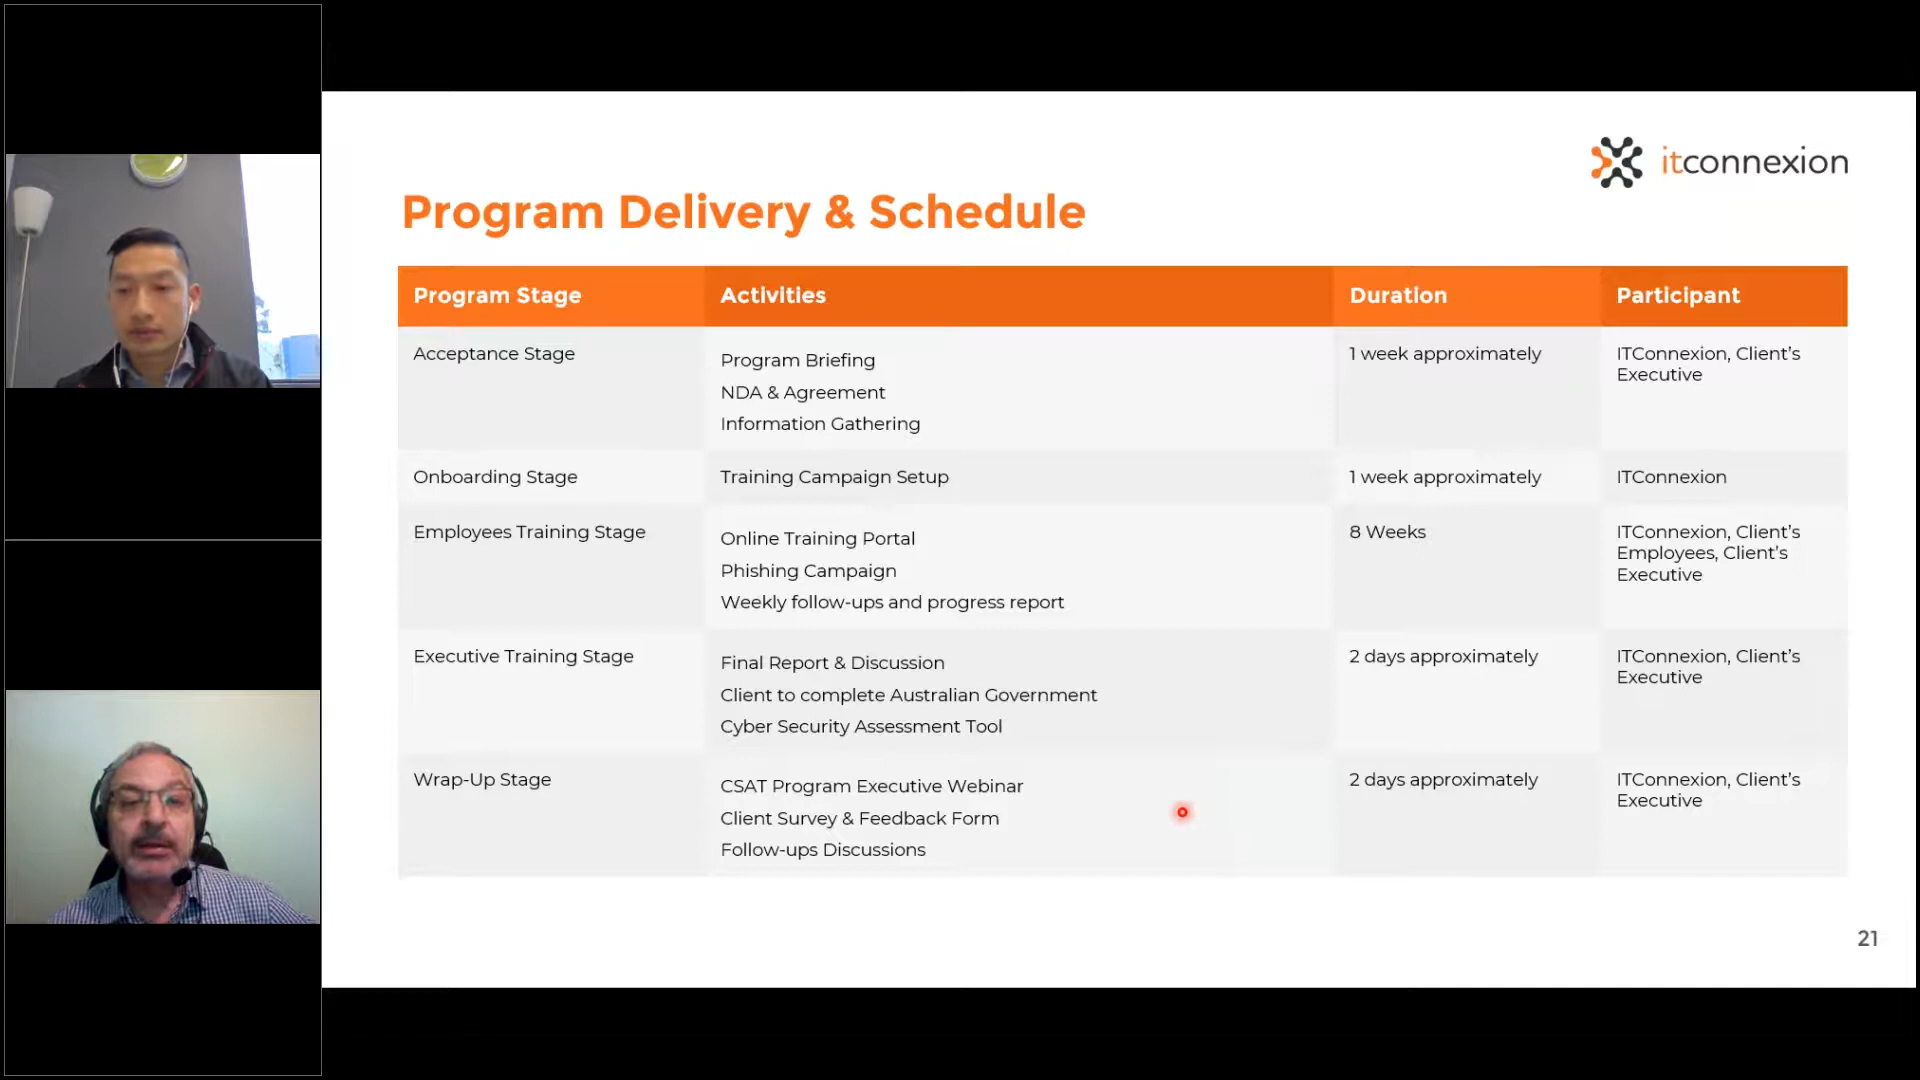 itconnexion
Program Delivery & Schedule
Program Stage Activities Duration Participant
Acceptance Stage
Program Briefing
NDA & Agreement
Information Gathering
1 week approximately
ITConnexion, Client’s
Executive
Onboarding Stage
Training Campaign Setup
1 week approximately
ITConnexion
Employees Training Stage
Online Training Portal
Phishing Campaign
Weekly follow-ups and progress report
8 Weeks
ITConnexion, Client’s
Employees, Client’s
Executive
Executive Training Stage
Final Report & Discussion
Client to complete Australian Government
Cyber Security Assessment Tool
2 days approximately
ITConnexion, Client’s
Executive
Wrap-Up Stage
CSAT Program Executive Webinar
Client Survey & Feedback Form
Follow-ups Discussions
2 days approximately
ITConnexion, Client’s
Executive
21